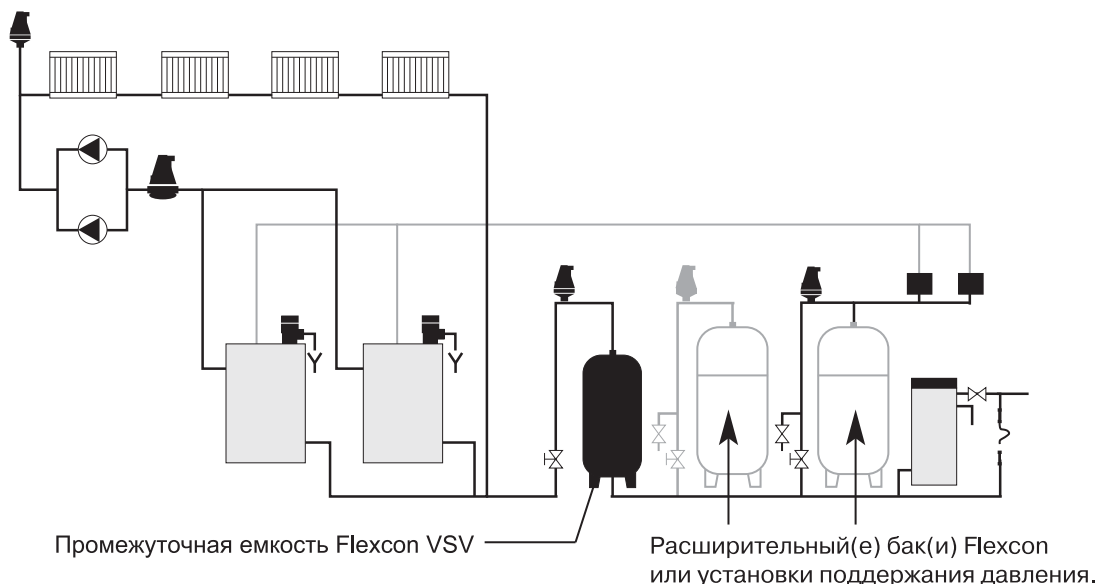 Промежуточная емкость Flexcon VSV
Расширительный(е) бак(и) Flexcon
или установки поддержания давления.